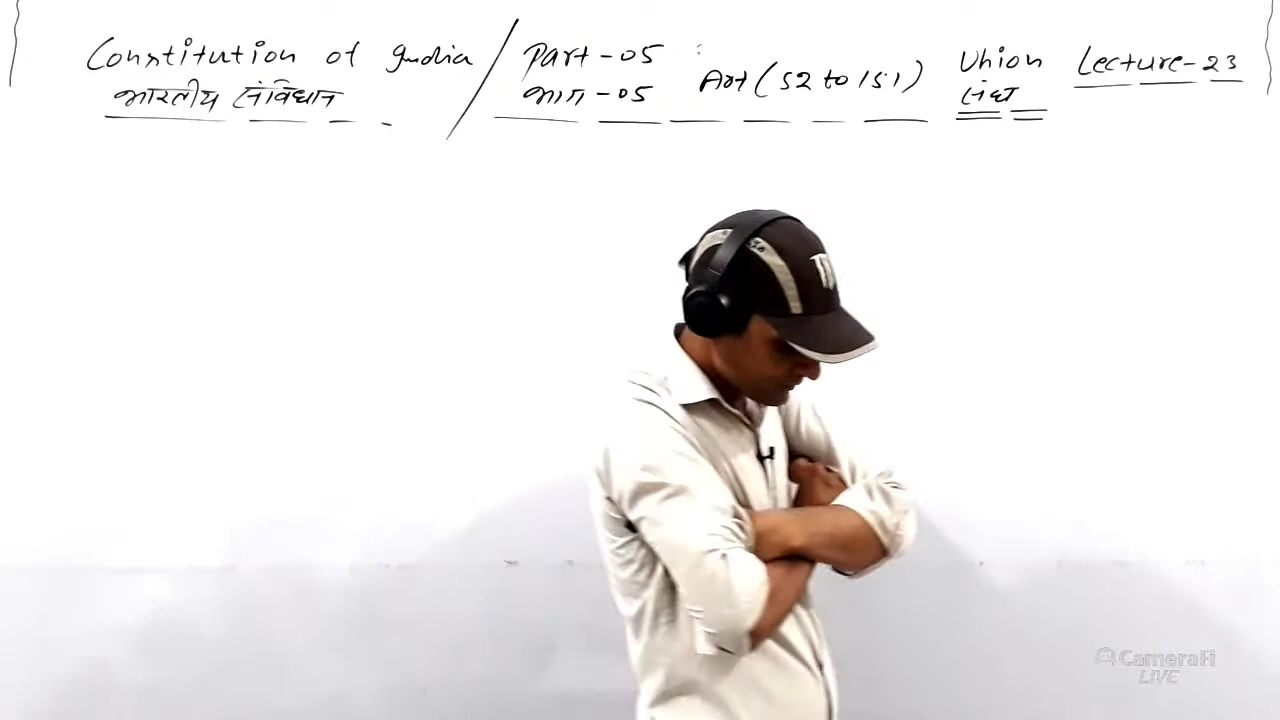 Constitution of India / Part-05 Art (52 to 151) Union Lecture-23
भारतीय संविधान भाग-05 संघ
CameraFi
LIVE